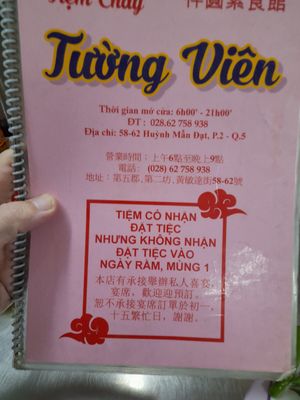 Tiệm Chay
素食館
Tường Viên
Thời gian mở cửa: 6h00' - 21h00'
ĐT : 028.62 758 938
Địa chỉ: 58-62 Huỳnh Mẫn Đạt, P.2 - Q.5
營業時間：上午6點至晚上9點
電話：(028) 62 758 938
地址：第五郡, 第二坊, 黃敏達街58-62號
TIỆM CÓ NHẬN
ĐẶT TIỆC
NHƯNG KHÔNG NHẬN
ĐẶT TIỆC VÀO
NGÀY RẰM, MÙNG 1
本店有承接舉辦私人喜宴,
宴席, 歡迎迎預訂。
恕不承接宴席訂單於初一,
十五繁忙日, 謝謝。